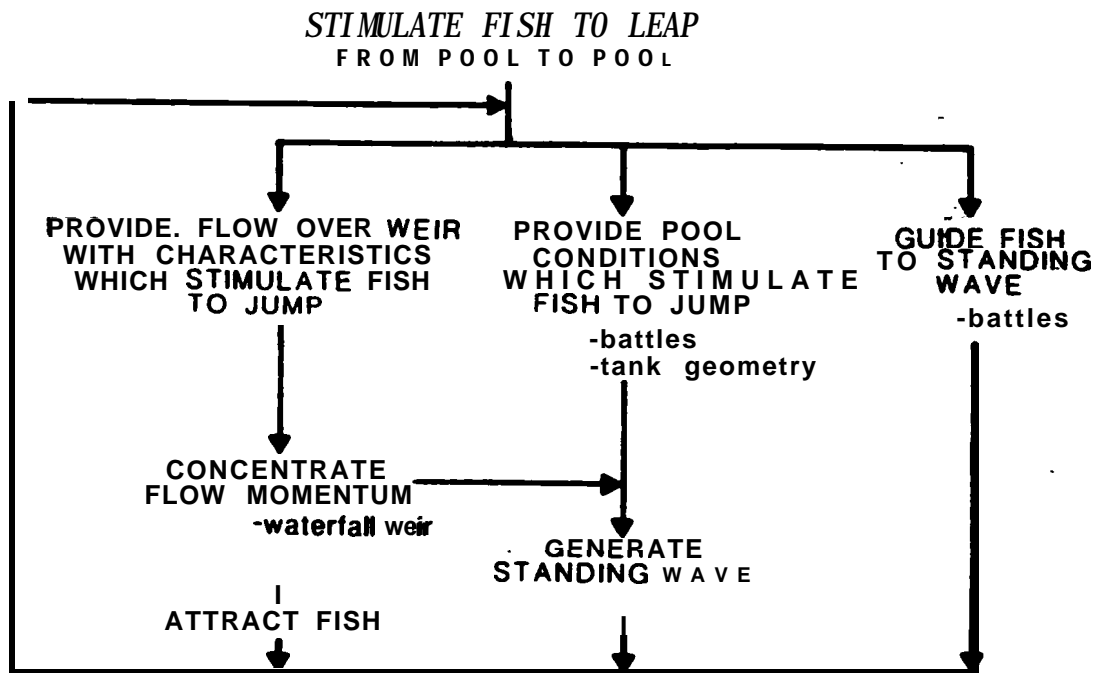 STIMULATE FISH TO LEAP
FROM POOL TO POOL
PROVIDE. FLOW OVER WEIR
WITH CHARACTERISTICS
WHICH STIMULATE FISH
TO JUMP
PROVIDE POOL
CONDITIONS
WHICH STIMULATE
FISH TO JUMP
-battles
-tank geometry
GUIDE FISH
TO STANDING
WAVE
-battles
CONCENTRATE
FLOW MOMENTUM
-waterfall weir
GENERATE
STANDING WAVE
ATTRACT FISH